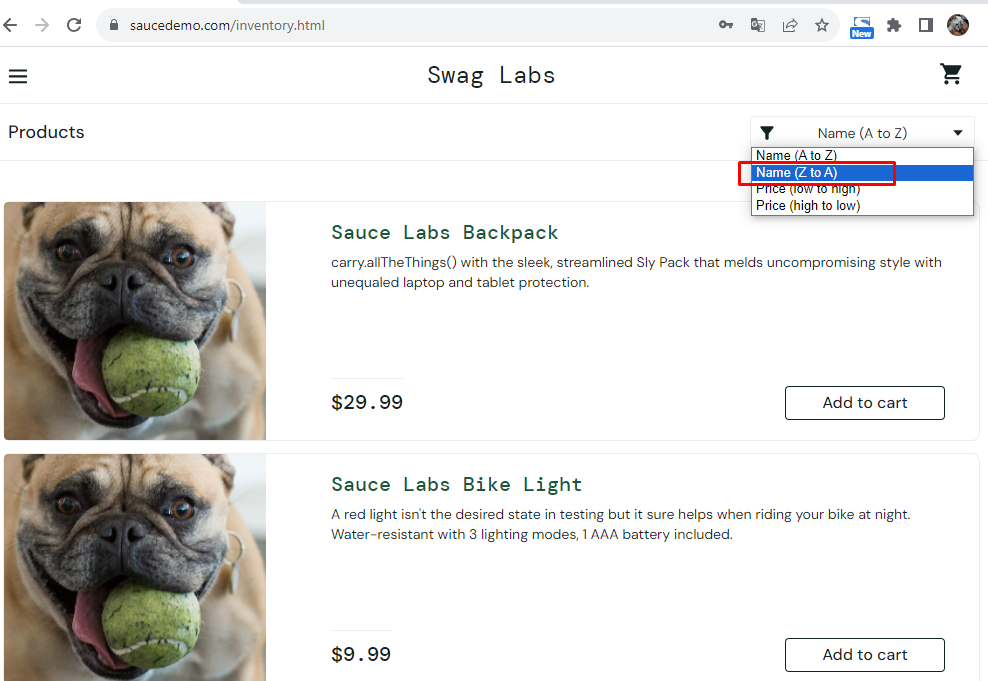 saucedemo.com/inventory.html
New
Swag Labs
Products
Name (A to Z)
Name (A to Z)
Name (Z to A)
Price (low to high)
Price (high to low)
Sauce Labs Backpack
carry.allTheThings() with the sleek, streamlined Sly Pack that melds uncompromising style with
unequaled laptop and tablet protection.
$29.99
Add to cart
Sauce Labs Bike Light
A red light isn't the desired state in testing but it sure helps when riding your bike at night.
Water-resistant with 3 lighting modes, 1 AAA battery included.
$9.99
Add to cart